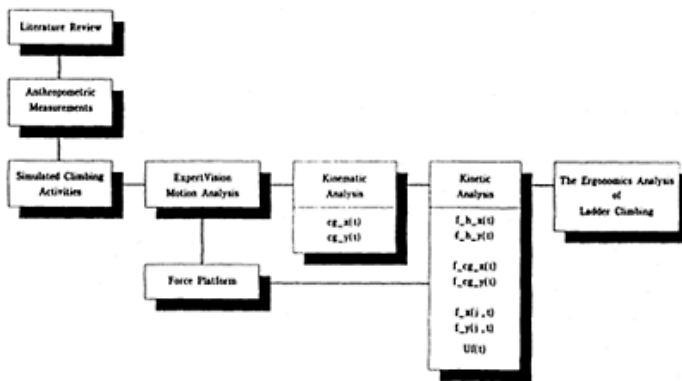 Literature Review
Anthropometric
Measurements
Simulated Climbing
Activities
ExpertVision
Motion Analysis
Kinematic
Analysis
cg_x(t)
cg_y(t)
Kinetic
Analysis
f_h_x(t)
f_h_y(t)
f_cg_x(t)
f_cg_y(t)
f_x(j,t)
f_y(j,t)
Uf(t)
The Ergonomics Analysis
of
Ladder Climbing
Force Platform